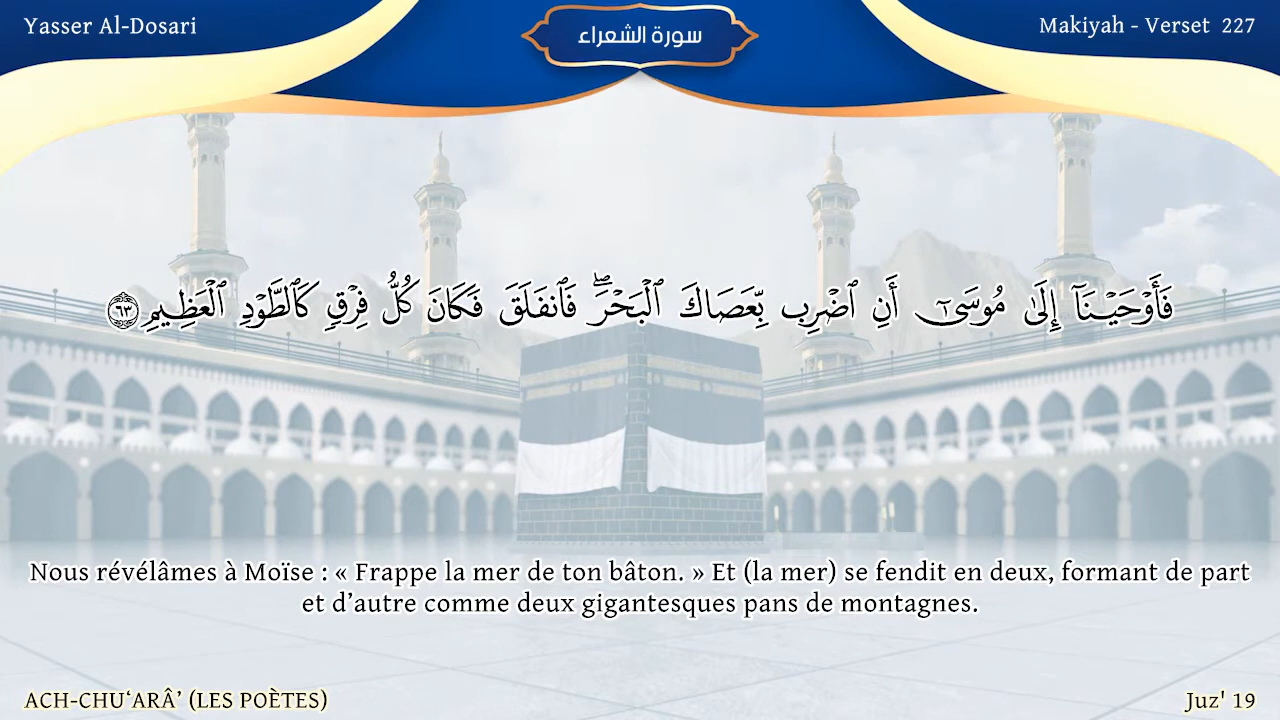 Yasser Al-Dosari
سورة الشعراء
Makiyah - Verset 227
فَأَوْحَيْنَآ إِلَىٰ مُوسَىٰٓ أَنِ ٱضْرِب بِّعَصَاكَ ٱلْبَحْرَ ۖ فَٱنفَلَقَ فَكَانَ كُلُّ فِرْقٍ كَٱلطَّوْدِ ٱلْعَظِيمِ ٦٣
Nous révélâmes à Moïse : « Frappe la mer de ton bâton. » Et (la mer) se fendit en deux, formant de part
et d’autre comme deux gigantesques pans de montagnes.
ACH-CHU‘ARÂ’ (LES POÈTES)
Juz' 19